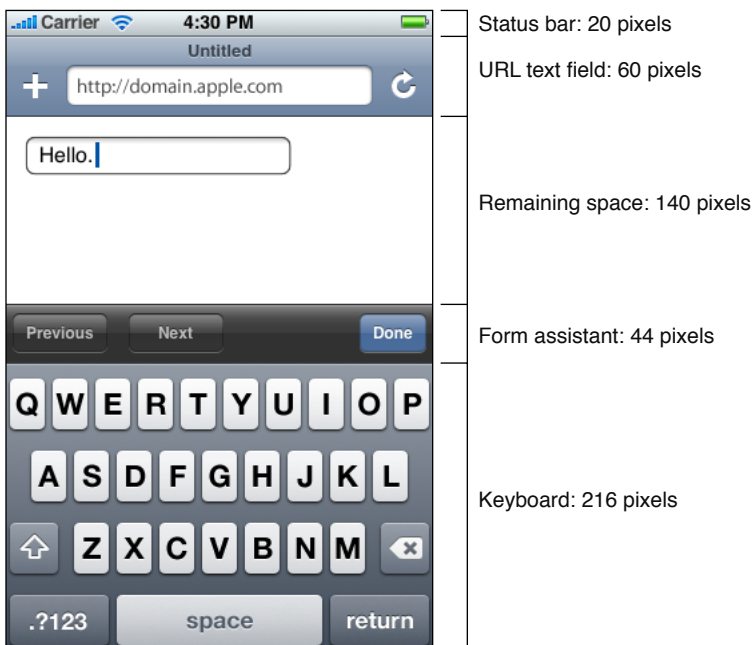 Carrier 4:30 PM
Untitled
http://domain.apple.com
Hello.
Previous Next Done
Q W E R T Y U I O P
A S D F G H J K L
Z X C V B N M
.?123 space return
Status bar: 20 pixels
URL text field: 60 pixels
Remaining space: 140 pixels
Form assistant: 44 pixels
Keyboard: 216 pixels